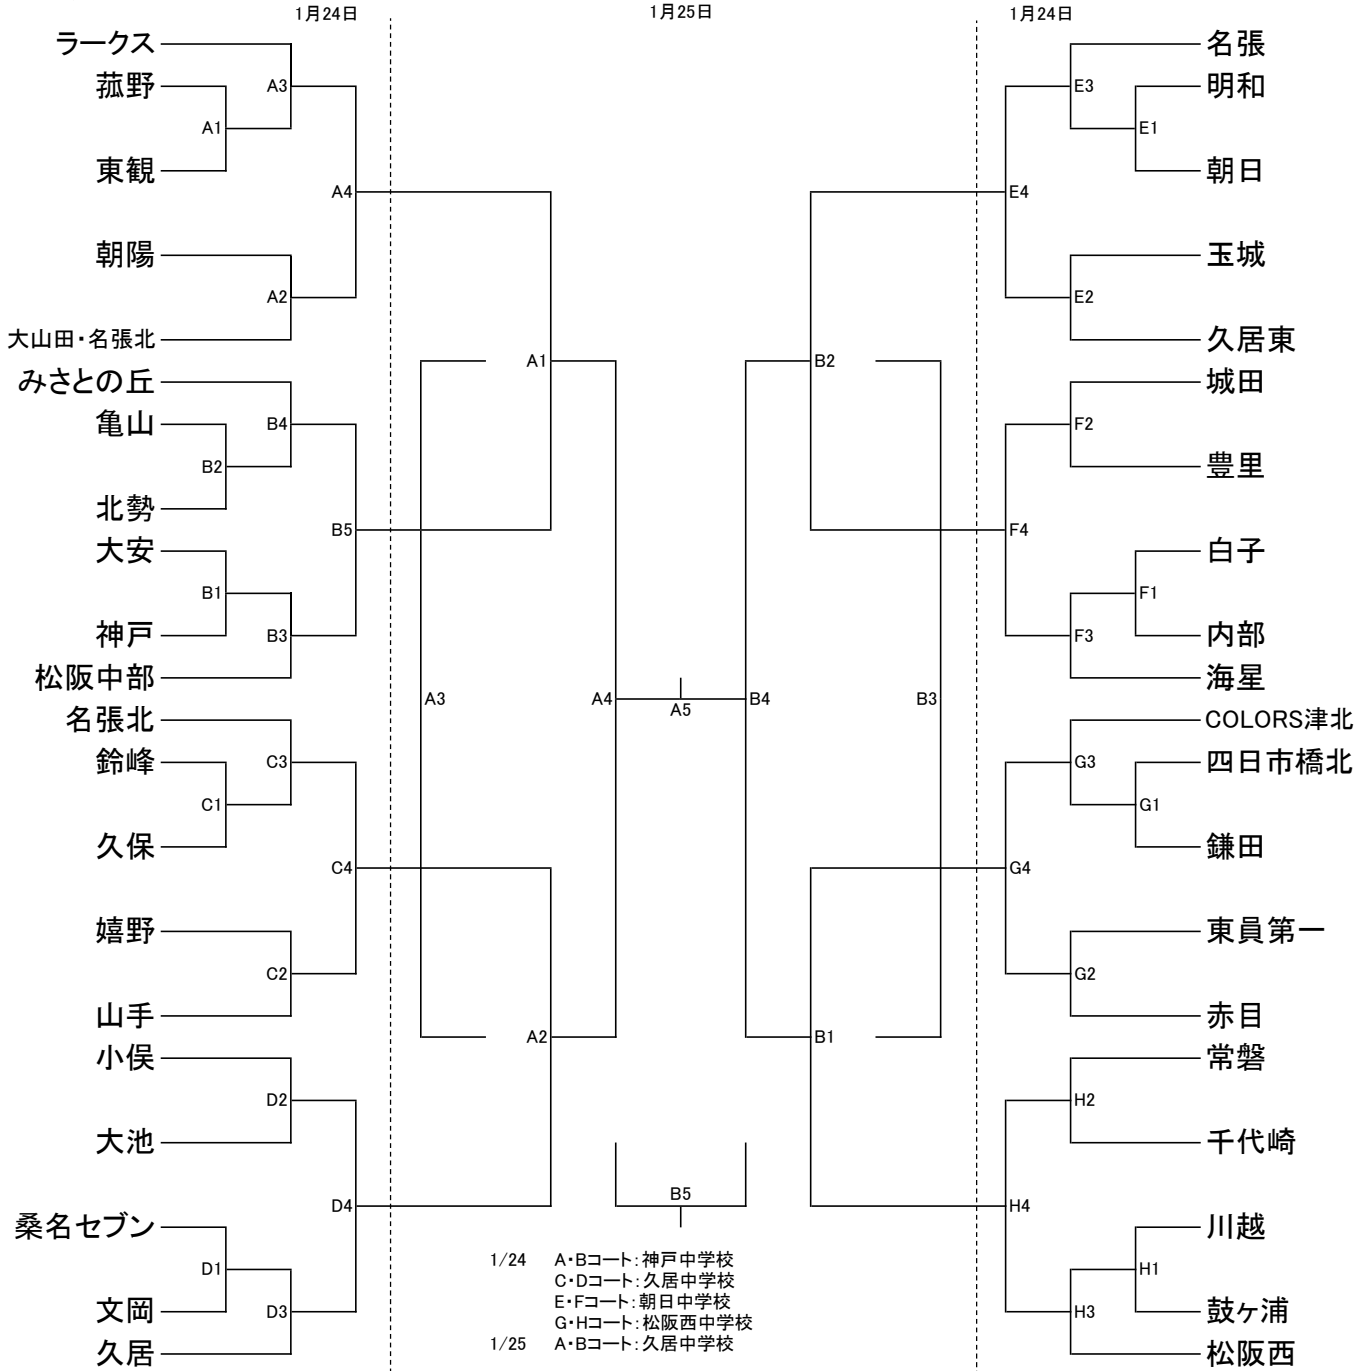 1月24日 1月25日 1月24日
ラークス 名張
菰野 A3 E3 明和
A1 E1
東観 朝日
A4 E4
朝陽 玉城
A2 E2
大山田・名張北 久居東
A1 B2
みさとの丘 城田
亀山 B4 F2
B2 豊里
北勢
B5 F4
大安 白子
B1 F1
神戸 B3 F3 内部
松阪中部 海星
A3 A4 A5 B4 B3
名張北 COLORS津北
鈴峰 C3 G3 四日市橋北
C1 G1
久保 鎌田
C4 G4
嬉野 東員第一
C2 G2
山手 赤目
A2 B1
小俣 常磐
D2 H2
大池 千代崎
D4 B5 H4
桑名セブン 川越
D1 H1
文岡 D3 H3 鼓ヶ浦
久居 松阪西
1/24 A・Bコート:神戸中学校
C・Dコート:久居中学校
E・Fコート:朝日中学校
G・Hコート:松阪西中学校
1/25 A・Bコート:久居中学校